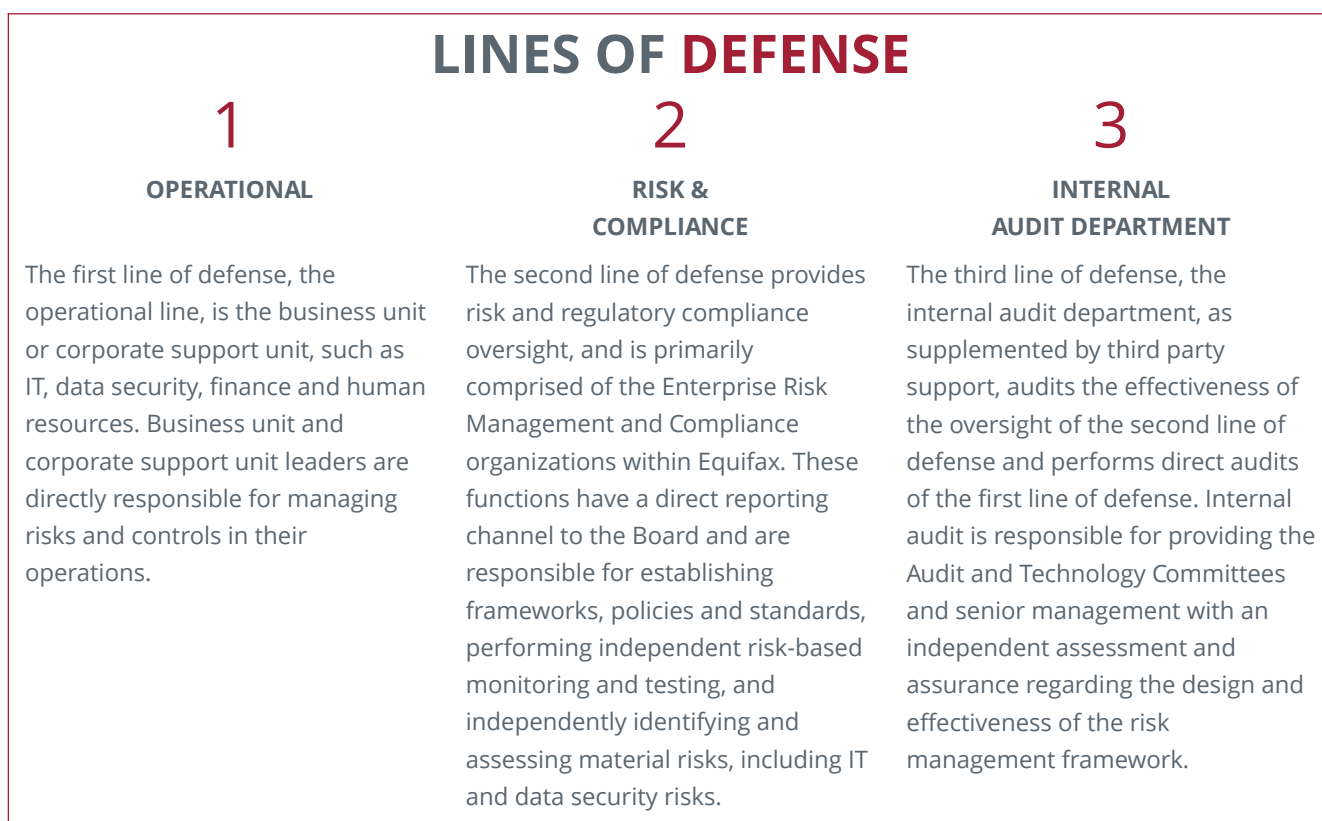 LINES OF DEFENSE
1
OPERATIONAL
The first line of defense, the
operational line, is the business unit
or corporate support unit, such as
IT, data security, finance and human
resources. Business unit and
corporate support unit leaders are
directly responsible for managing
risks and controls in their
operations.
2
RISK &
COMPLIANCE
The second line of defense provides
risk and regulatory compliance
oversight, and is primarily
comprised of the Enterprise Risk
Management and Compliance
organizations within Equifax. These
functions have a direct reporting
channel to the Board and are
responsible for establishing
frameworks, policies and standards,
performing independent risk-based
monitoring and testing, and
independently identifying and
assessing material risks, including IT
and data security risks.
3
INTERNAL
AUDIT DEPARTMENT
The third line of defense, the
internal audit department, as
supplemented by third party
support, audits the effectiveness of
the oversight of the second line of
defense and performs direct audits
of the first line of defense. Internal
audit is responsible for providing the
Audit and Technology Committees
and senior management with an
independent assessment and
assurance regarding the design and
effectiveness of the risk
management framework.